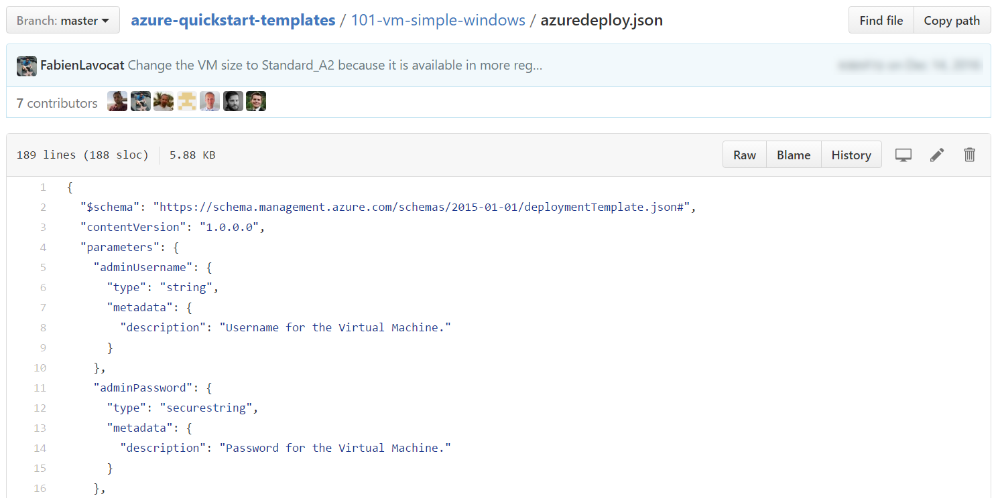 Branch: master azure-quickstart-templates / 101-vm-simple-windows / azuredeploy.json Find file Copy path
FabienLavocat Change the VM size to Standard_A2 because it is available in more reg...
7 contributors
189 lines (188 sloc) 5.88 KB Raw Blame History
1 {
2 "$schema": "https://schema.management.azure.com/schemas/2015-01-01/deploymentTemplate.json#",
3 "contentVersion": "1.0.0.0",
4 "parameters": {
5 "adminUsername": {
6 "type": "string",
7 "metadata": {
8 "description": "Username for the Virtual Machine."
9 }
10 },
11 "adminPassword": {
12 "type": "securestring",
13 "metadata": {
14 "description": "Password for the Virtual Machine."
15 }
16 },